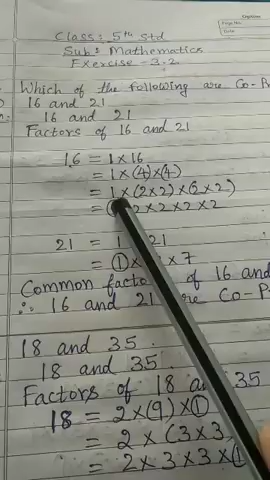 Class: 5th Std
Sub: Mathematics
Exercise - 3.2
Which of the following are Co-P
16 and 21
16 and 21
Factors of 16 and 21
16 = 1 × 16
= 1 × (4) × (4)
= 1 × (2 × 2) × (2 × 2)
= 2 × 2 × 2 × 2
21 = 1 21
= 1 × × 7
Common facto of 16 and
∴ 16 and 21 re Co-P
18 and 35
18 and 35
Factors of 18 a 35
18 = 2 × (9) × 1
= 2 × (3 × 3
= 2 × 3 × 3 × 1